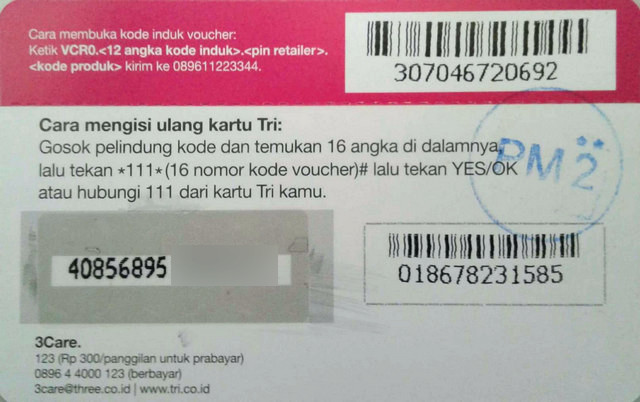 Cara membuka kode induk voucher:
Ketik VCR0.<12 angka kode induk>.<pin retailer>.
<kode produk> kirim ke 089611223344.
307046720692
Cara mengisi ulang kartu Tri:
Gosok pelindung kode dan temukan 16 angka di dalamnya,
lalu tekan *111*(16 nomor kode voucher)# lalu tekan YES/OK
atau hubungi 111 dari kartu Tri kamu.
PM2
40856895
018678231585
3Care.
123 (Rp 300/panggilan untuk prabayar)
0896 4 4000 123 (berbayar)
3care@three.co.id | www.tri.co.id